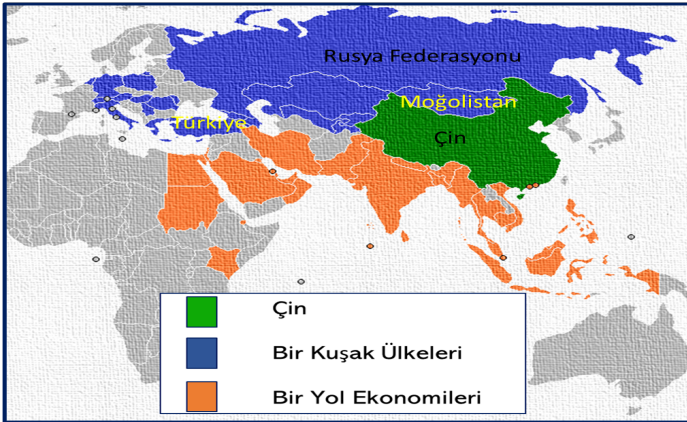 Rusya Federasyonu
Moğolistan
Türkiye
Çin
Çin
Bir Kuşak Ülkeleri
Bir Yol Ekonomileri